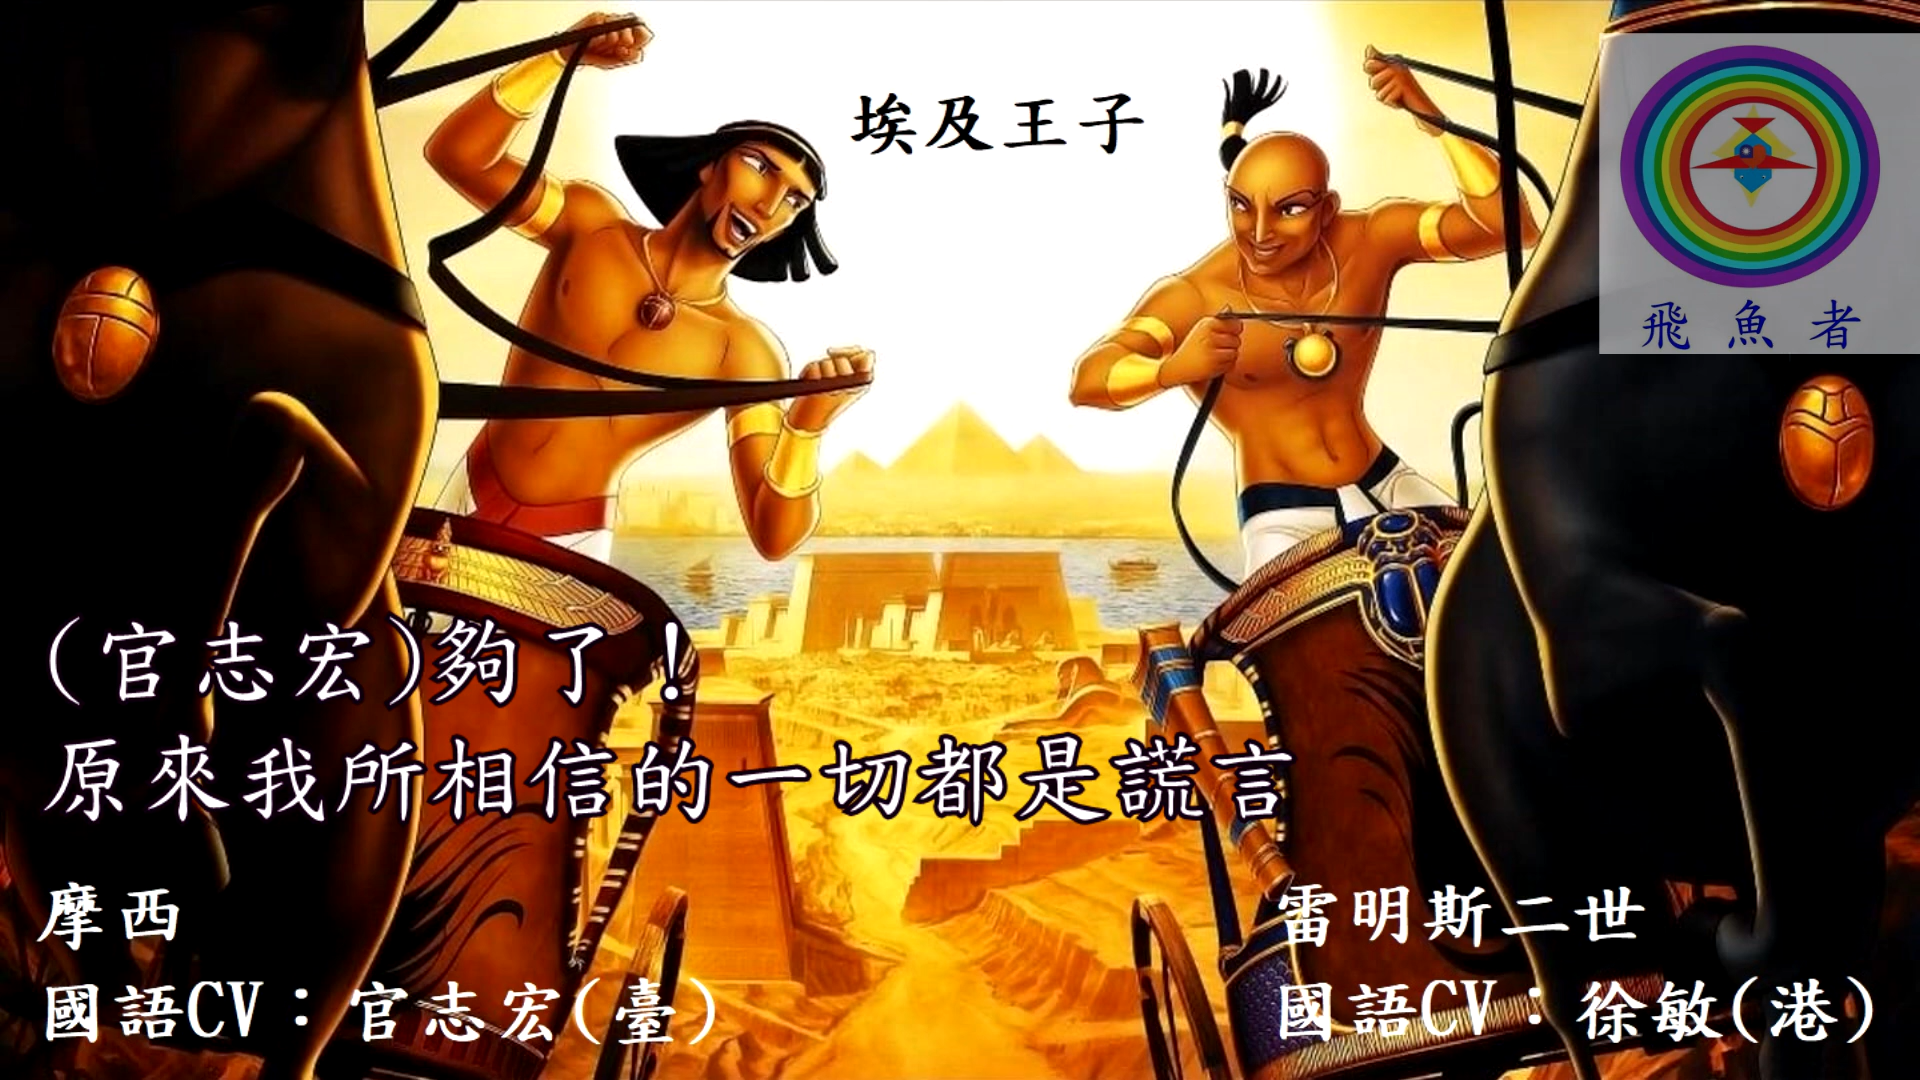 埃及王子
飛魚者
(官志宏)夠了！
原來我所相信的一切都是謊言
摩西
國語CV：官志宏(臺)
雷明斯二世
國語CV：徐敏(港)